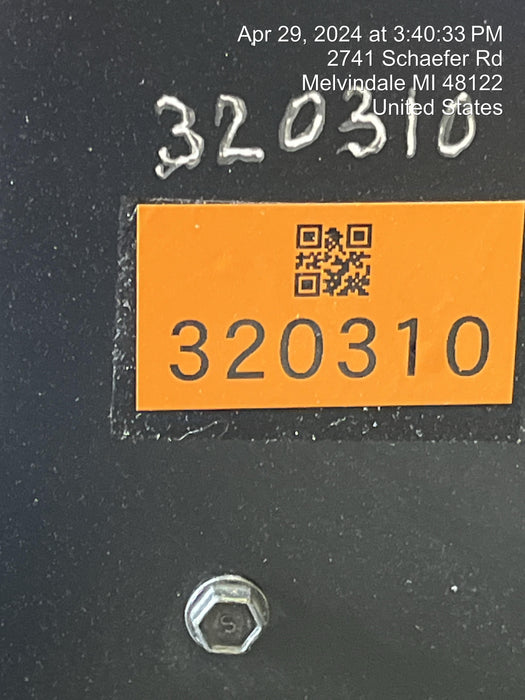 Apr 29, 2024 at 3:40:33 PM
2741 Schaefer Rd
Melvindale MI 48122
United States
320310
320310
S